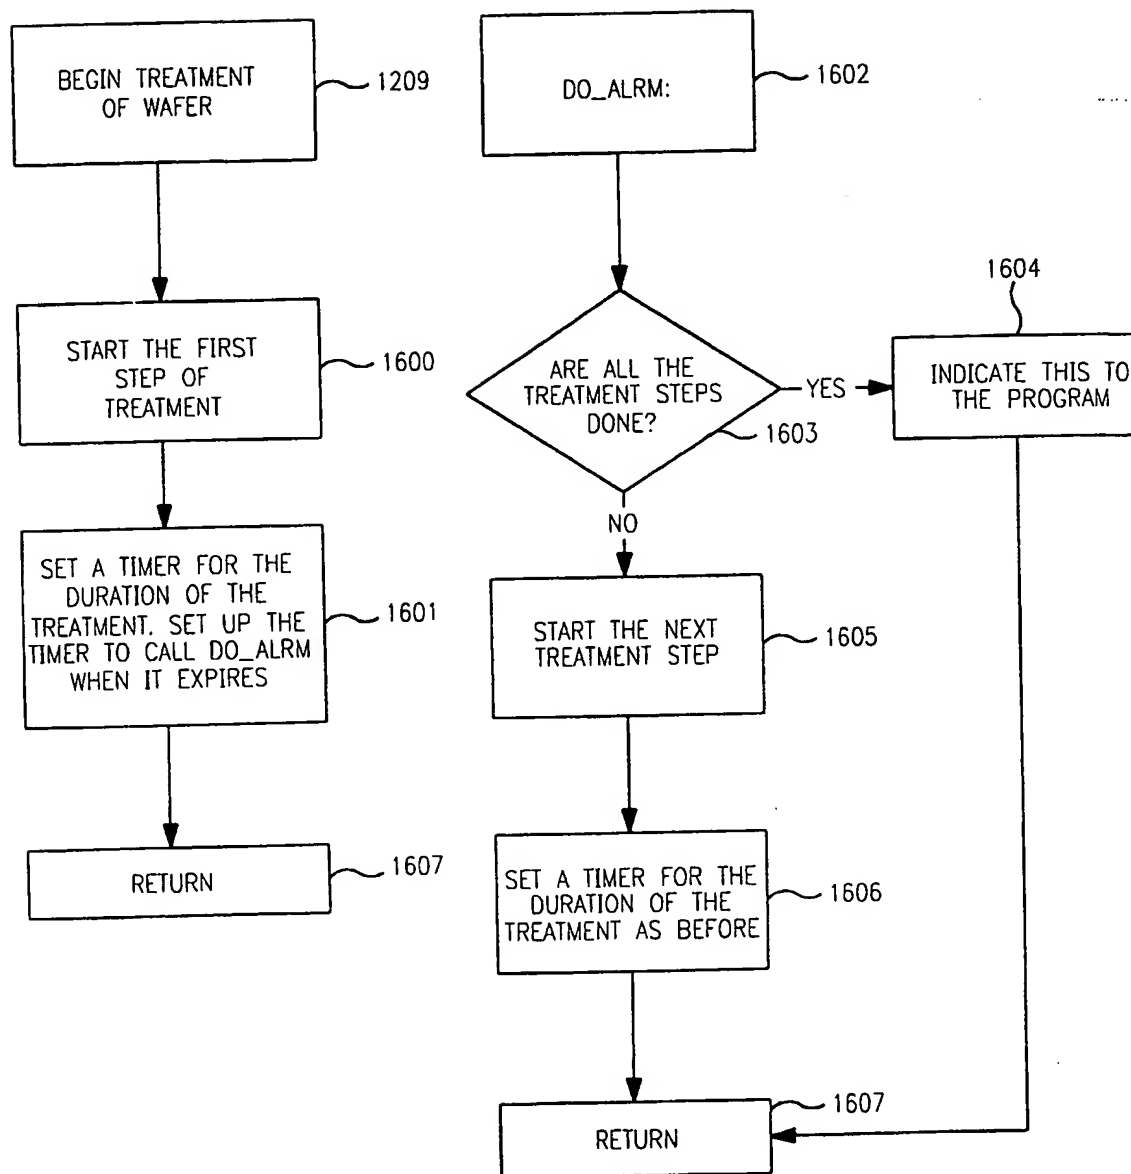 BEGIN TREATMENT
OF WAFER
1209
START THE FIRST
STEP OF
TREATMENT
1600
SET A TIMER FOR THE
DURATION OF THE
TREATMENT. SET UP THE
TIMER TO CALL DO_ALRM
WHEN IT EXPIRES
1601
RETURN
1607
DO_ALRM:
1602
ARE ALL THE
TREATMENT STEPS
DONE?
1603
YES
1604
INDICATE THIS TO
THE PROGRAM
NO
START THE NEXT
TREATMENT STEP
1605
SET A TIMER FOR THE
DURATION OF THE
TREATMENT AS BEFORE
1606
RETURN
1607